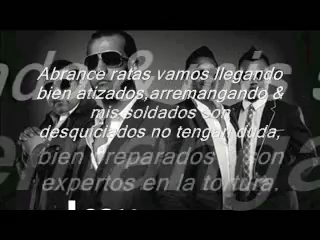 Abrance ratas vamos llegando
bien atizados,arremangando &
mis soldados son
desquiciados no tengan duda,
bien preparados y son
expertos en la tortura.